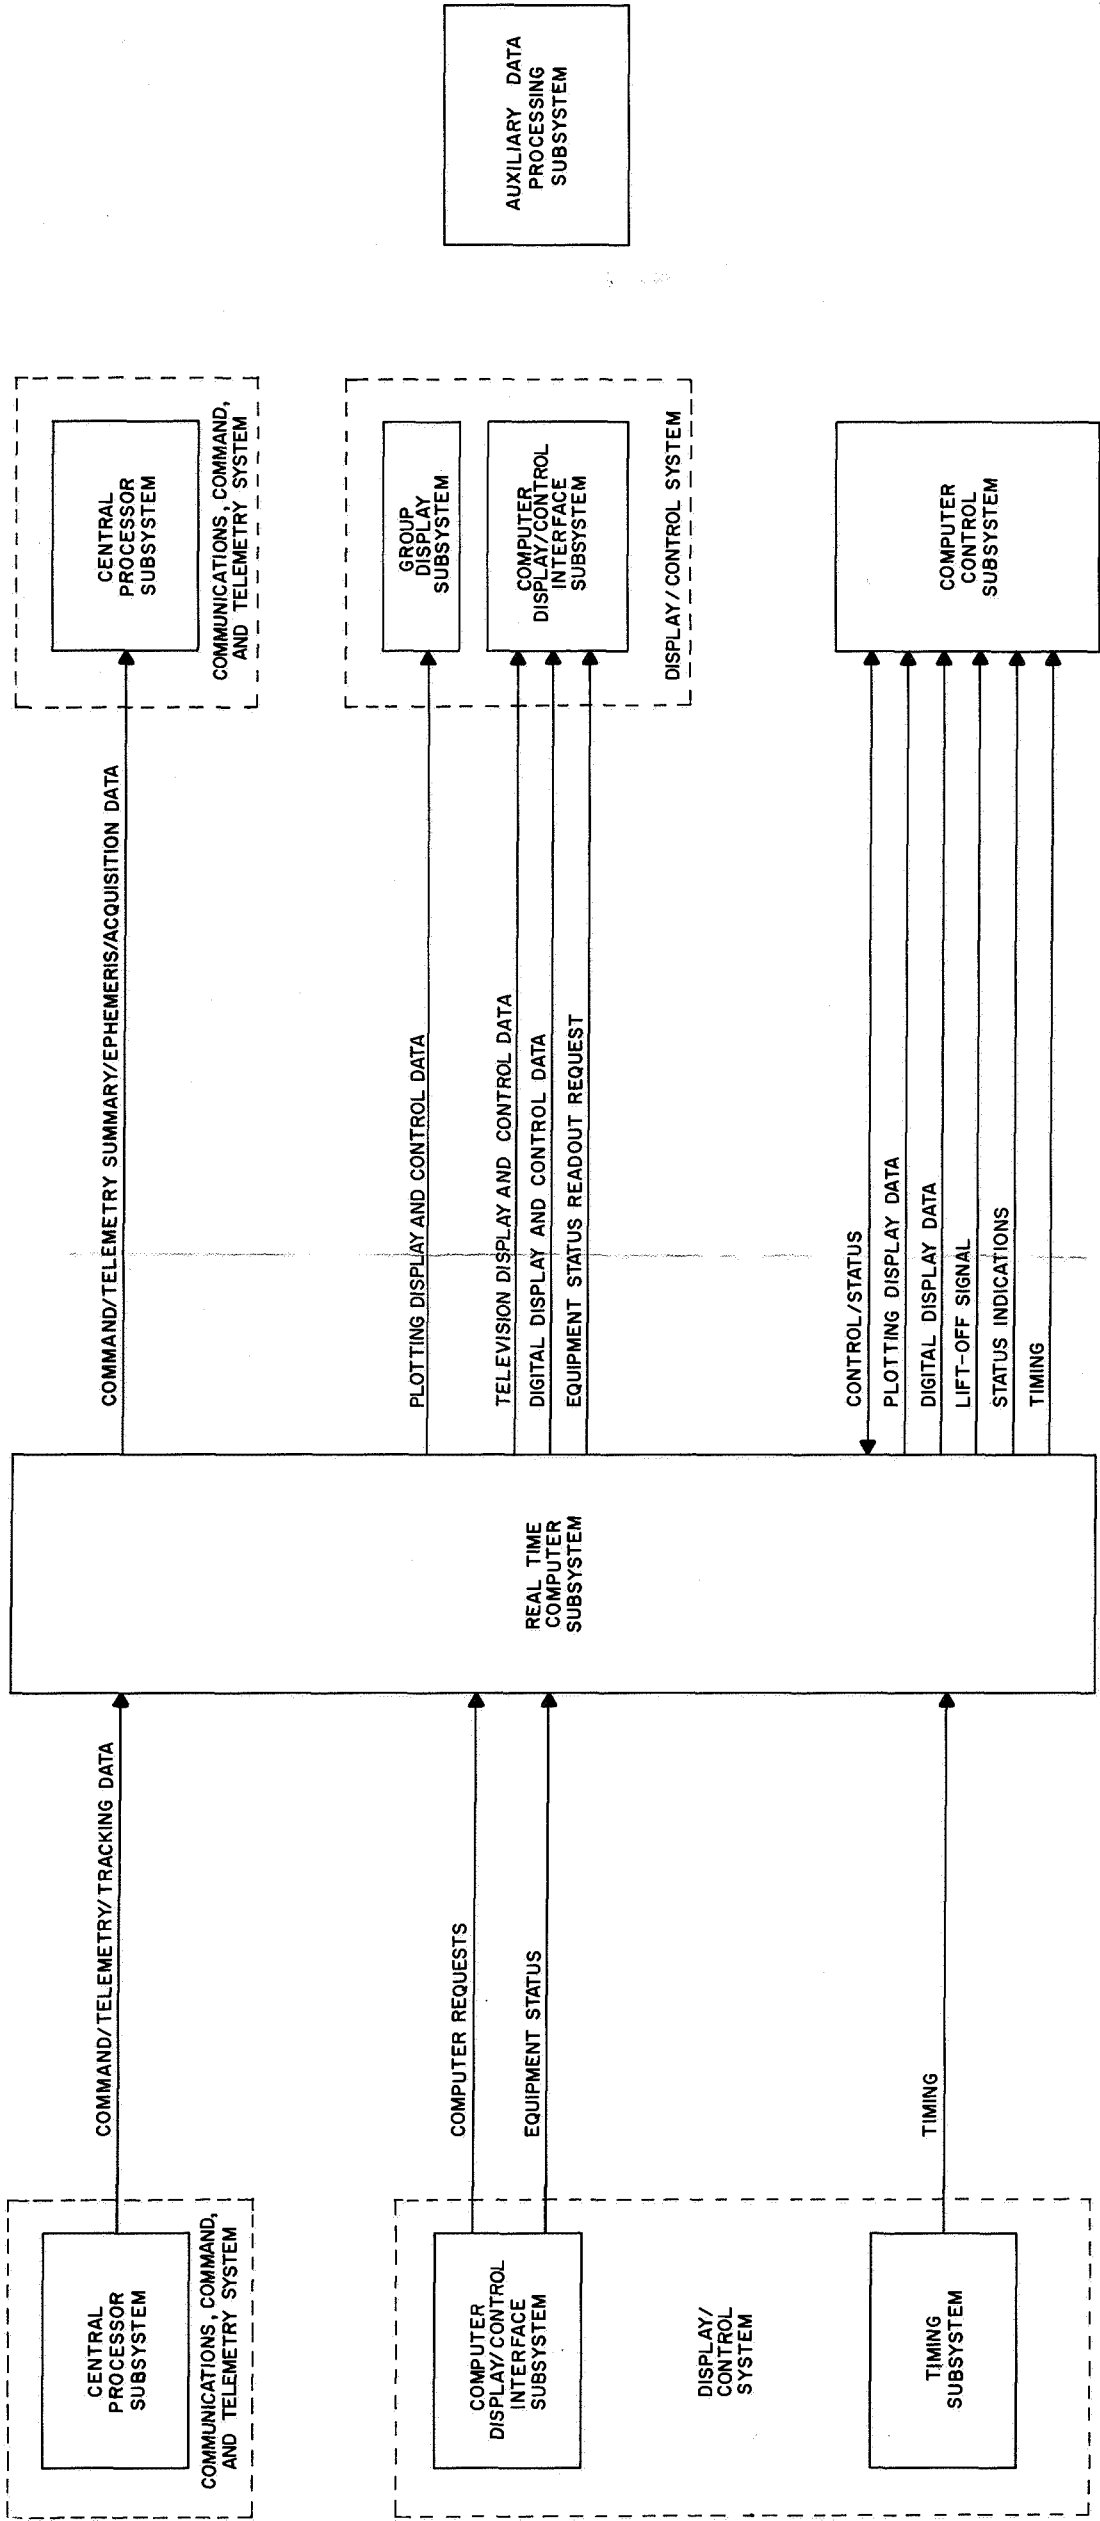 CENTRAL
PROCESSOR
SUBSYSTEM
COMMUNICATIONS, COMMAND,
AND TELEMETRY SYSTEM
COMMAND/TELEMETRY/TRACKING DATA
COMPUTER
DISPLAY/CONTROL
INTERFACE
SUBSYSTEM
COMPUTER REQUESTS
EQUIPMENT STATUS
DISPLAY/
CONTROL
SYSTEM
TIMING
SUBSYSTEM
TIMING
REAL TIME
COMPUTER
SUBSYSTEM
COMMAND/TELEMETRY SUMMARY/EPHEMERIS/ACQUISITION DATA
PLOTTING DISPLAY AND CONTROL DATA
TELEVISION DISPLAY AND CONTROL DATA
DIGITAL DISPLAY AND CONTROL DATA
EQUIPMENT STATUS READOUT REQUEST
CONTROL/STATUS
PLOTTING DISPLAY DATA
DIGITAL DISPLAY DATA
LIFT-OFF SIGNAL
STATUS INDICATIONS
TIMING
CENTRAL
PROCESSOR
SUBSYSTEM
COMMUNICATIONS, COMMAND,
AND TELEMETRY SYSTEM
GROUP
DISPLAY
SUBSYSTEM
COMPUTER
DISPLAY/CONTROL
INTERFACE
SUBSYSTEM
DISPLAY/CONTROL SYSTEM
COMPUTER
CONTROL
SUBSYSTEM
AUXILIARY DATA
PROCESSING
SUBSYSTEM